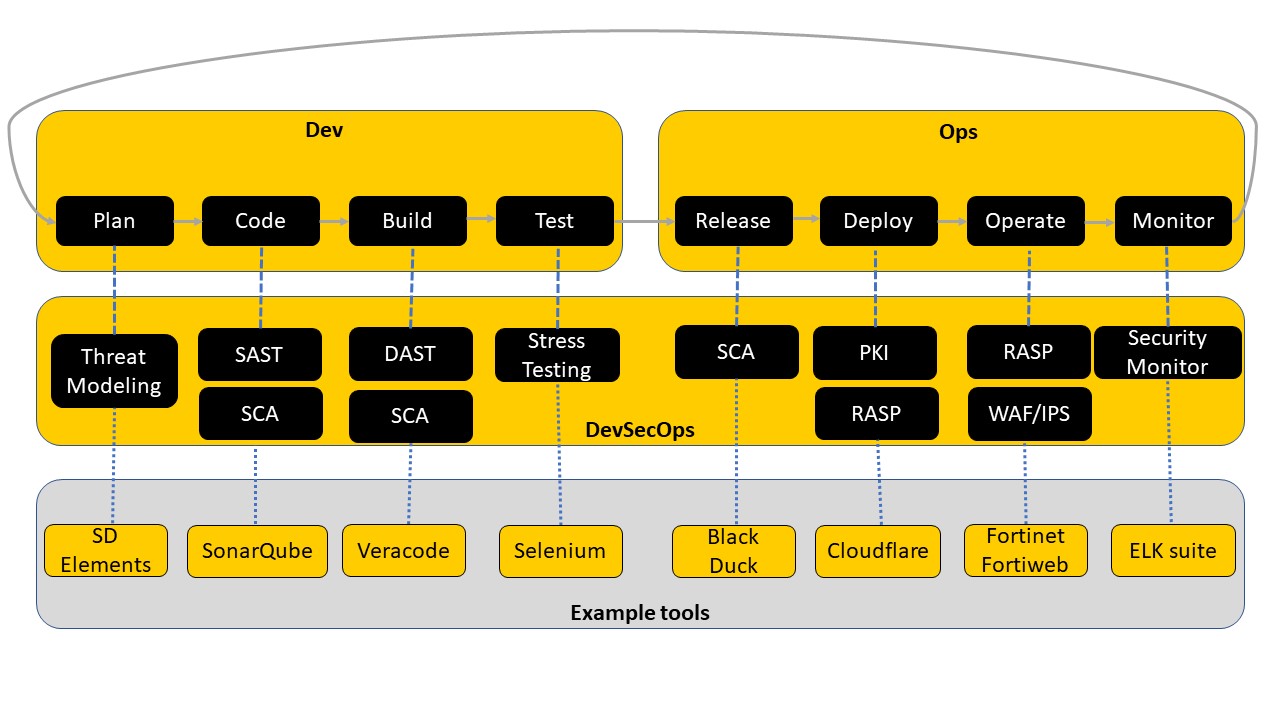 Dev
Ops
Plan
Code
Build
Test
Release
Deploy
Operate
Monitor
Threat
Modeling
SAST
SCA
DAST
SCA
Stress
Testing
SCA
PKI
RASP
RASP
WAF/IPS
Security
Monitor
DevSecOps
SD
Elements
SonarQube
Veracode
Selenium
Black
Duck
Cloudflare
Fortinet
Fortiweb
ELK suite
Example tools